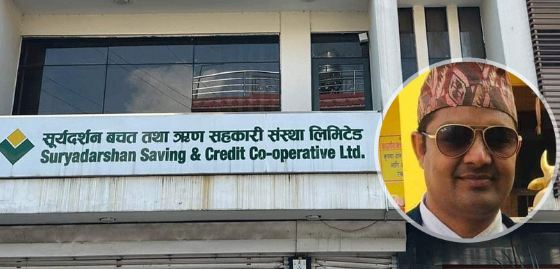 सूर्यदर्शन बचत तथा ऋण सहकारी संस्था लिमिटेड
Suryadarshan Saving & Credit Co-operative Ltd.